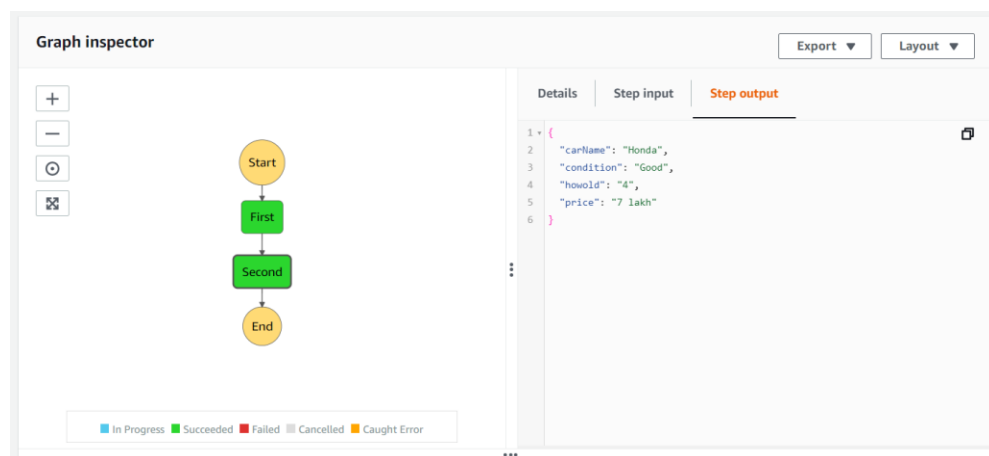 Graph inspector
Export ▼
Layout ▼
Start
First
Second
End
In Progress Succeeded Failed Cancelled Caught Error
Details Step input Step output
1 {
2 "carName": "Honda",
3 "condition": "Good",
4 "howold": "4",
5 "price": "7 lakh"
6 }